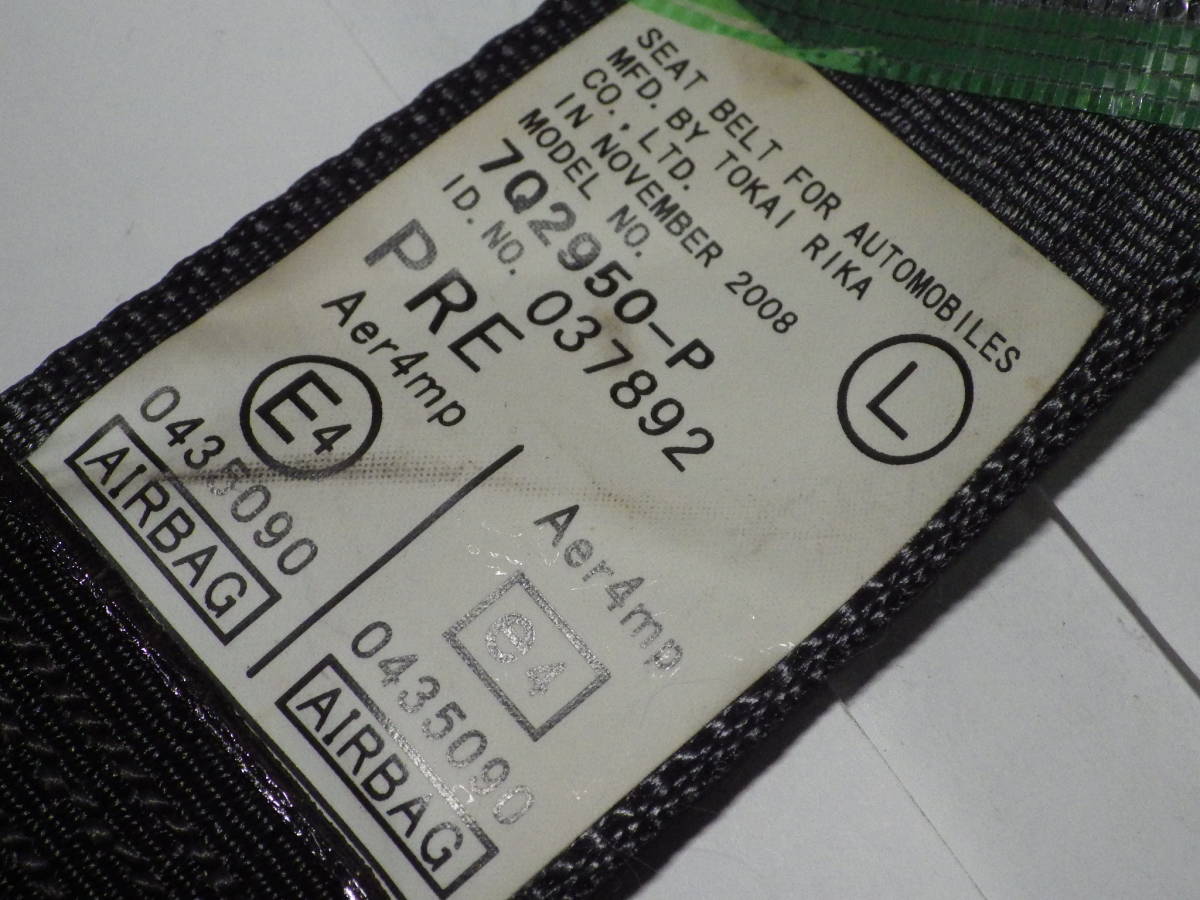 SEAT BELT FOR AUTOMOBILES
MFD. BY TOKAI RIKA
CO., LTD.
IN NOVEMBER 2008
MODEL NO.
7Q2950-P
ID. NO. 037892
L
PRE
Aer4mp
E4
0435090
AIRBAG
Aer4mp
e4
0435090
AIRBAG